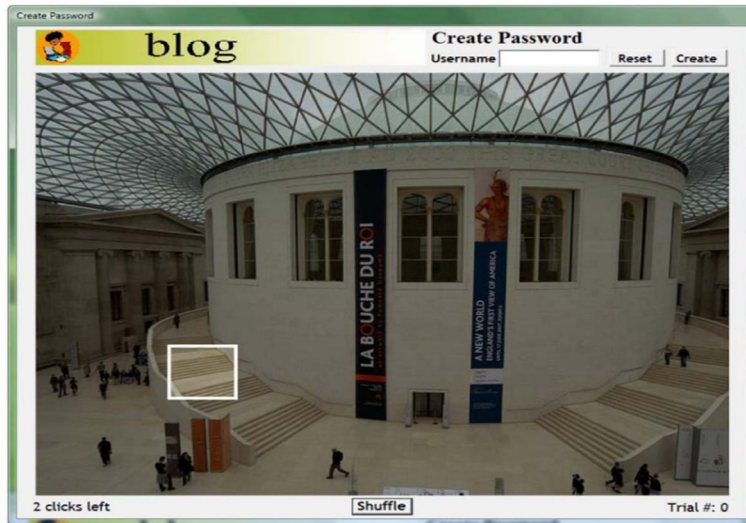 Create Password
blog
Create Password
Username
Reset
Create
LA BOUCHE DU ROI
A NEW WORLD
ENGLAND'S FIRST VIEW OF AMERICA
2 clicks left
Shuffle
Trial #: 0